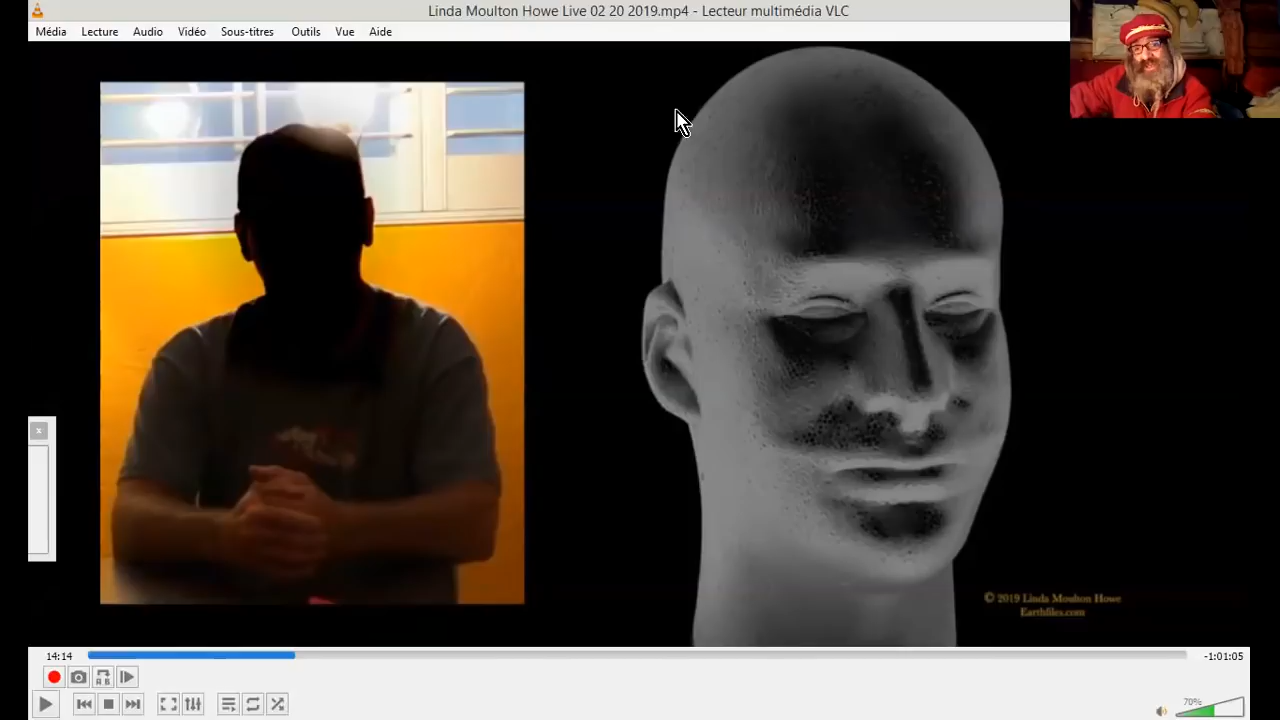 Linda Moulton Howe Live 02 20 2019.mp4 - Lecteur multimédia VLC
Média Lecture Audio Vidéo Sous-titres Outils Vue Aide
© 2019 Linda Moulton Howe
Earthfiles.com
14:14
-1:01:05
70%